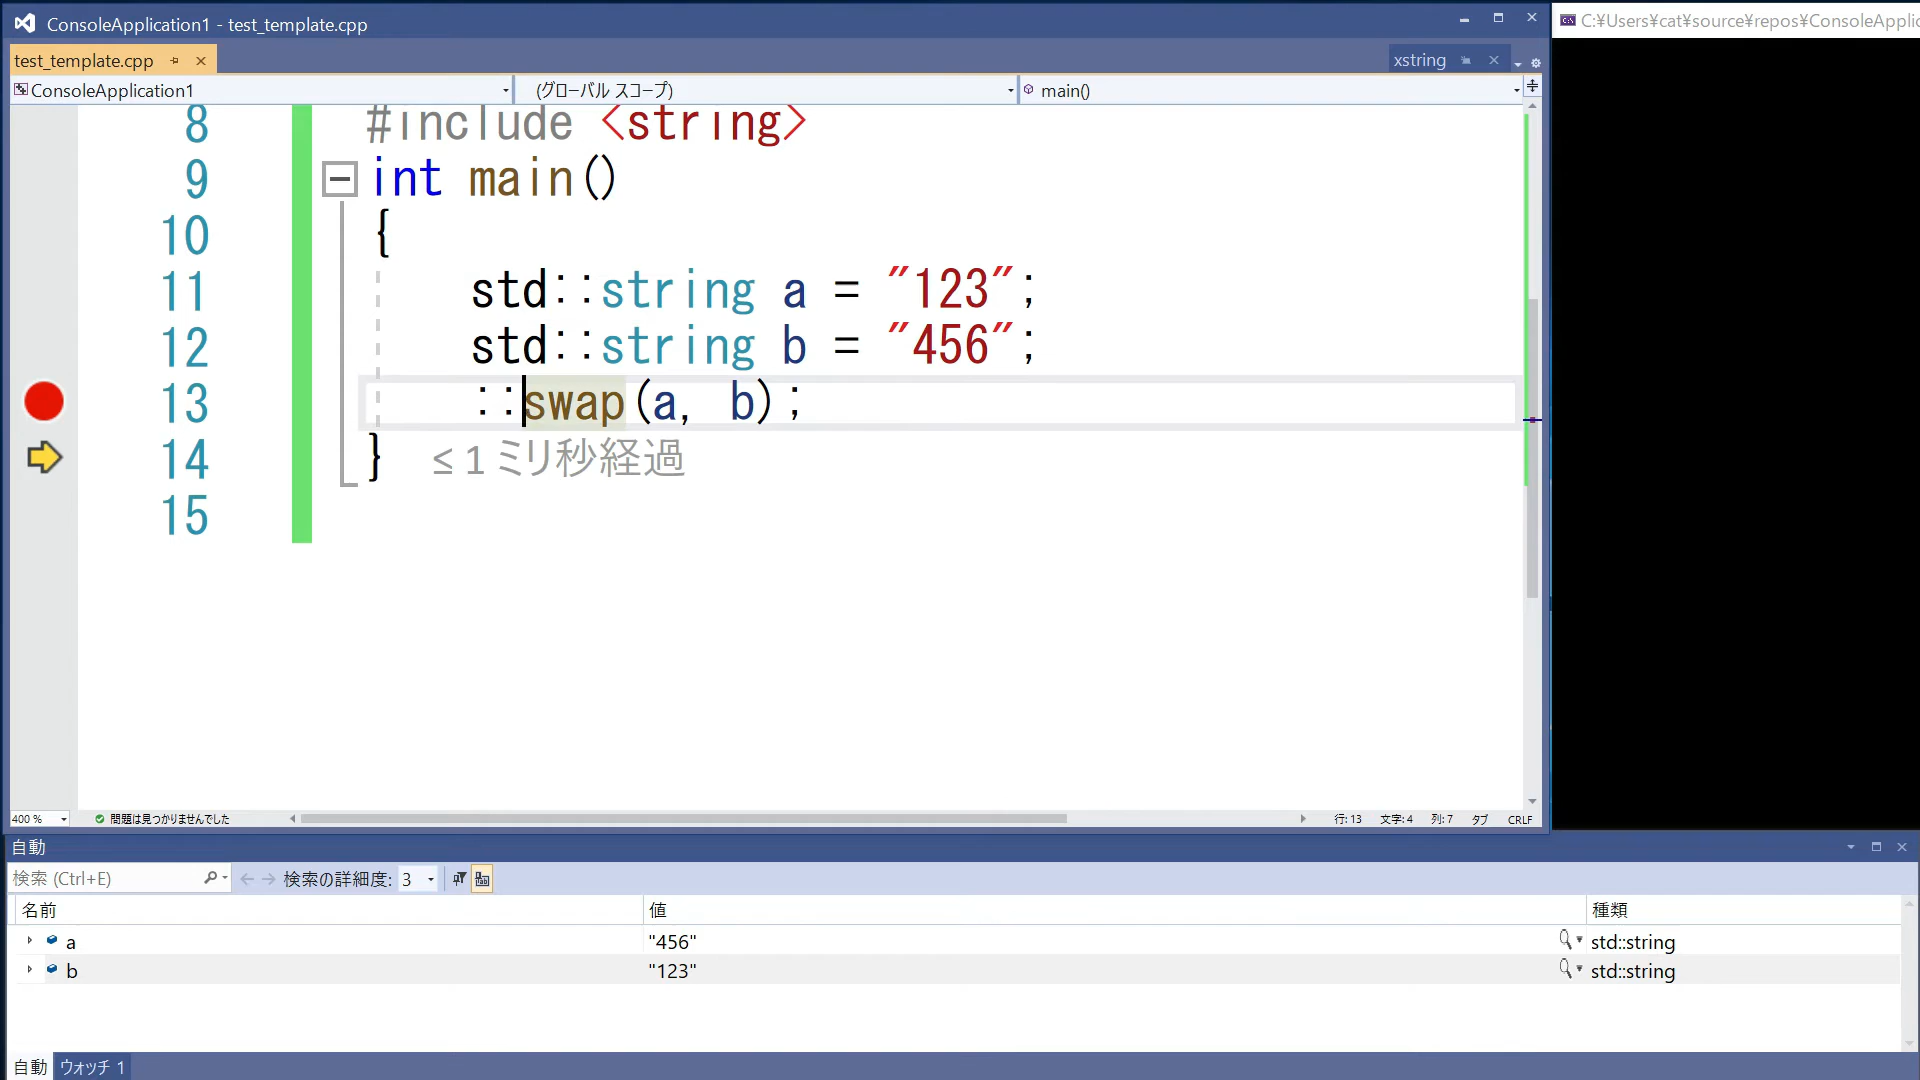 ConsoleApplication1 - test_template.cpp
C:¥Users¥cat¥source¥repos¥ConsoleApplic
test_template.cpp
xstring
ConsoleApplication1
(グローバル スコープ)
main()
8 #include <string>
9 int main()
10 {
11 std::string a = "123";
12 std::string b = "456";
13 ::swap(a, b);
14 } ≤ 1 ミリ秒経過
15
400 %
問題は見つかりませんでした
行: 13 文字: 4 列: 7 タブ CRLF
自動
検索 (Ctrl+E)
検索の詳細度: 3
名前 値 種類
a "456" std::string
b "123" std::string
自動 ウォッチ 1